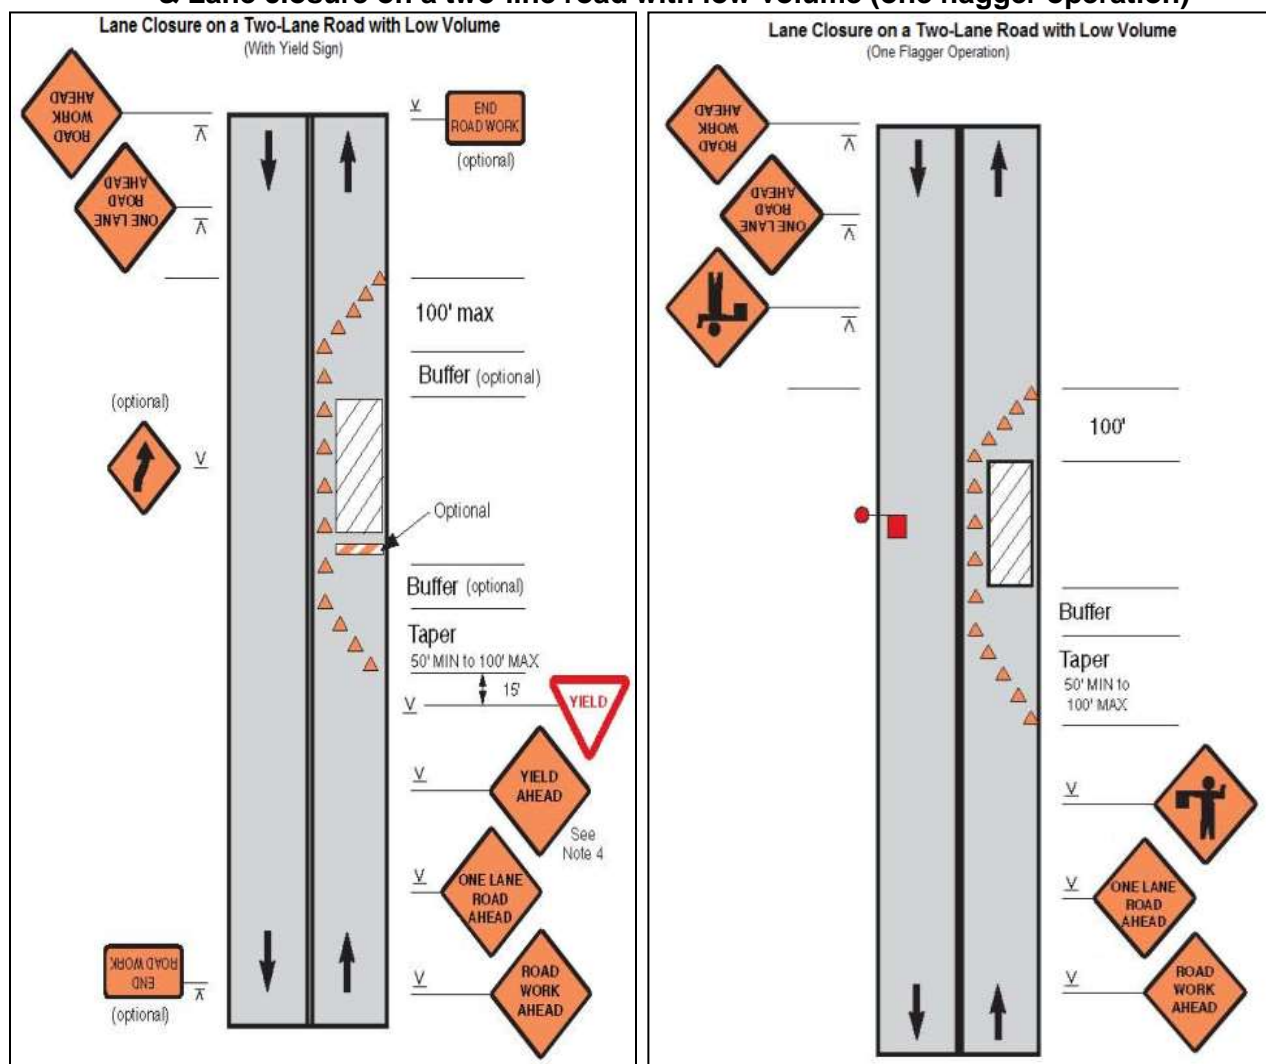 & Lane closure on a two-line road with low volume (one flagger operation)
Lane Closure on a Two-Lane Road with Low Volume
(With Yield Sign)
ROAD
WORK
AHEAD
ONE LANE
ROAD
AHEAD
END
ROAD WORK
(optional)
100' max
Buffer (optional)
(optional)
Optional
Buffer (optional)
Taper
50' MIN to 100' MAX
15'
YIELD
YIELD
AHEAD
See
Note 4
ONE LANE
ROAD
AHEAD
ROAD
WORK
AHEAD
END
ROAD WORK
(optional)
Lane Closure on a Two-Lane Road with Low Volume
(One Flagger Operation)
ROAD
WORK
AHEAD
ONE LANE
ROAD
AHEAD
100'
Buffer
Taper
50' MIN to
100' MAX
ONE LANE
ROAD
AHEAD
ROAD
WORK
AHEAD